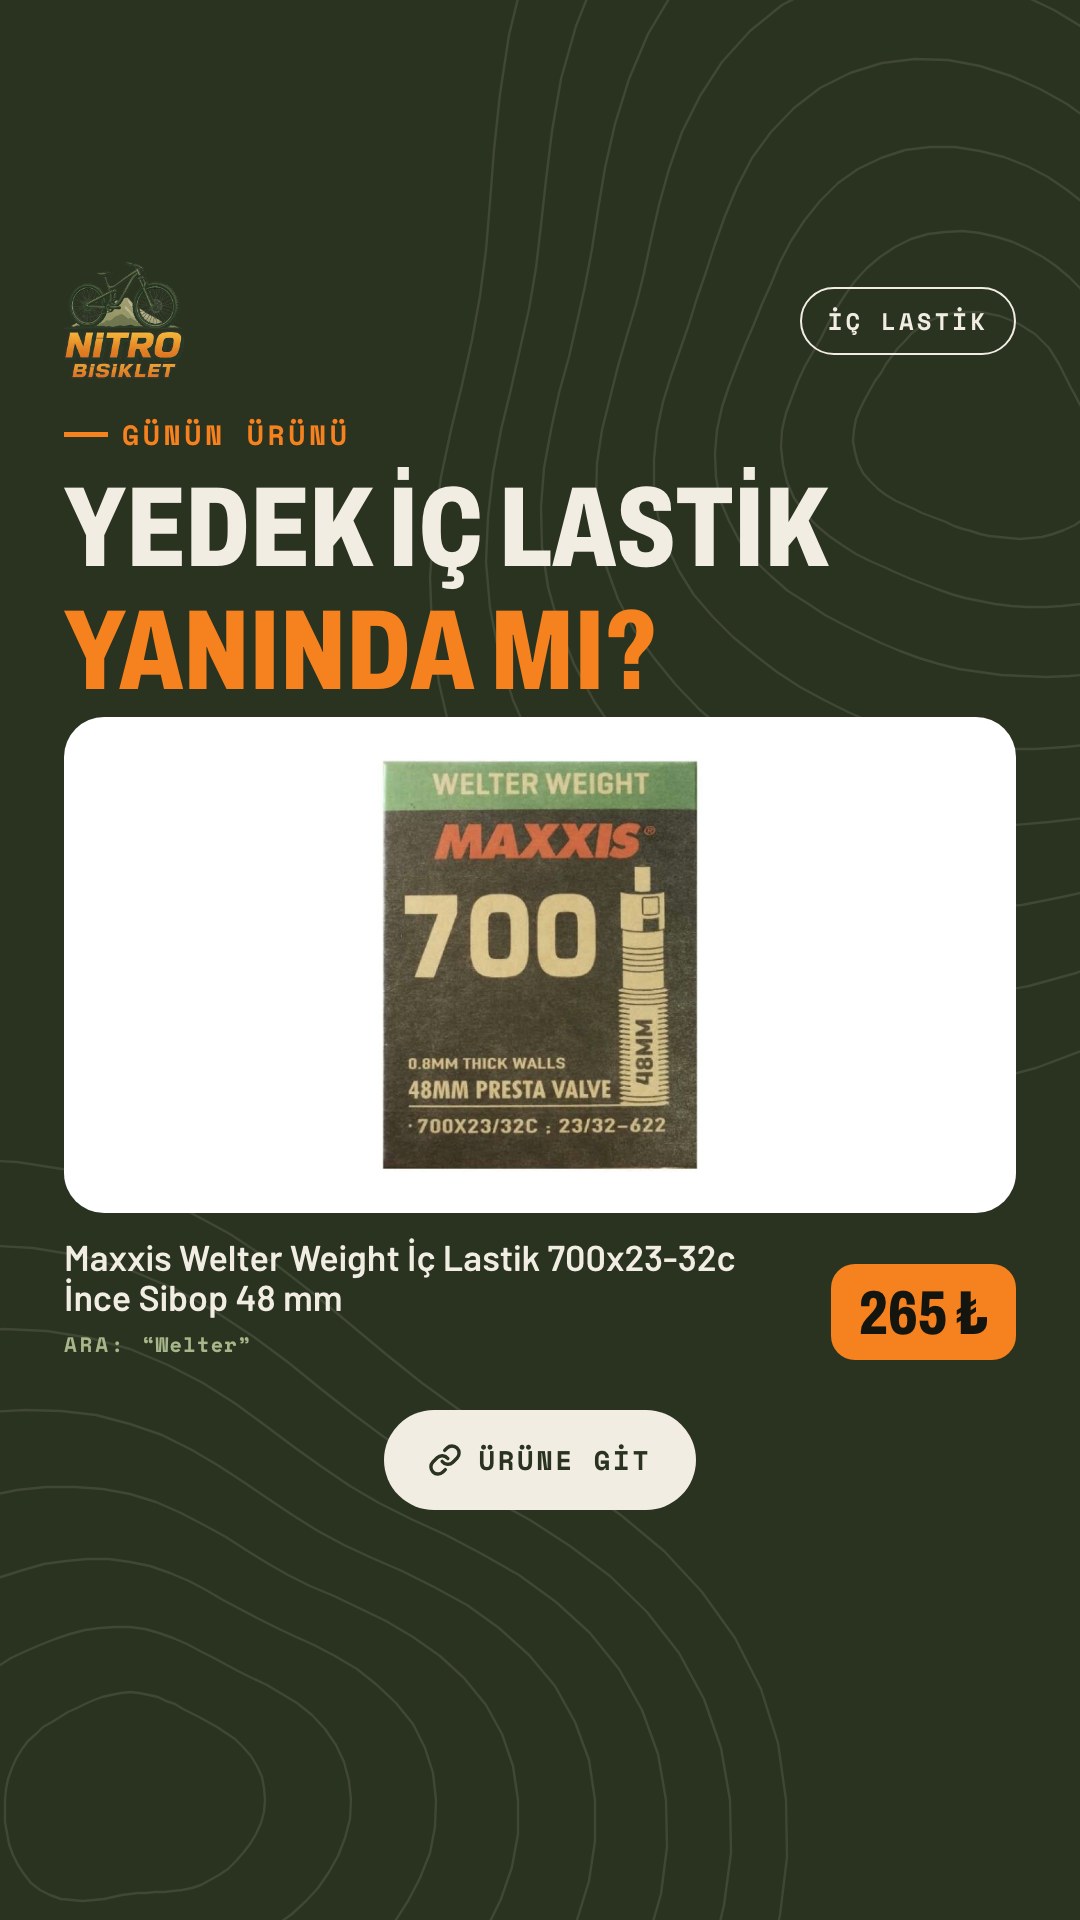 NiTRO
BiSiKLET
İÇ LASTİK
GÜNÜN ÜRÜNÜ
YEDEK İÇ LASTİK
YANINDA MI?
WELTER WEIGHT
MAXXIS®
700
48MM
0.8MM THICK WALLS
48MM PRESTA VALVE
·700X23/32C ; 23/32-622
Maxxis Welter Weight İç Lastik 700x23-32c
İnce Sibop 48 mm
265 ₺
ARA: “Welter”
ÜRÜNE GİT